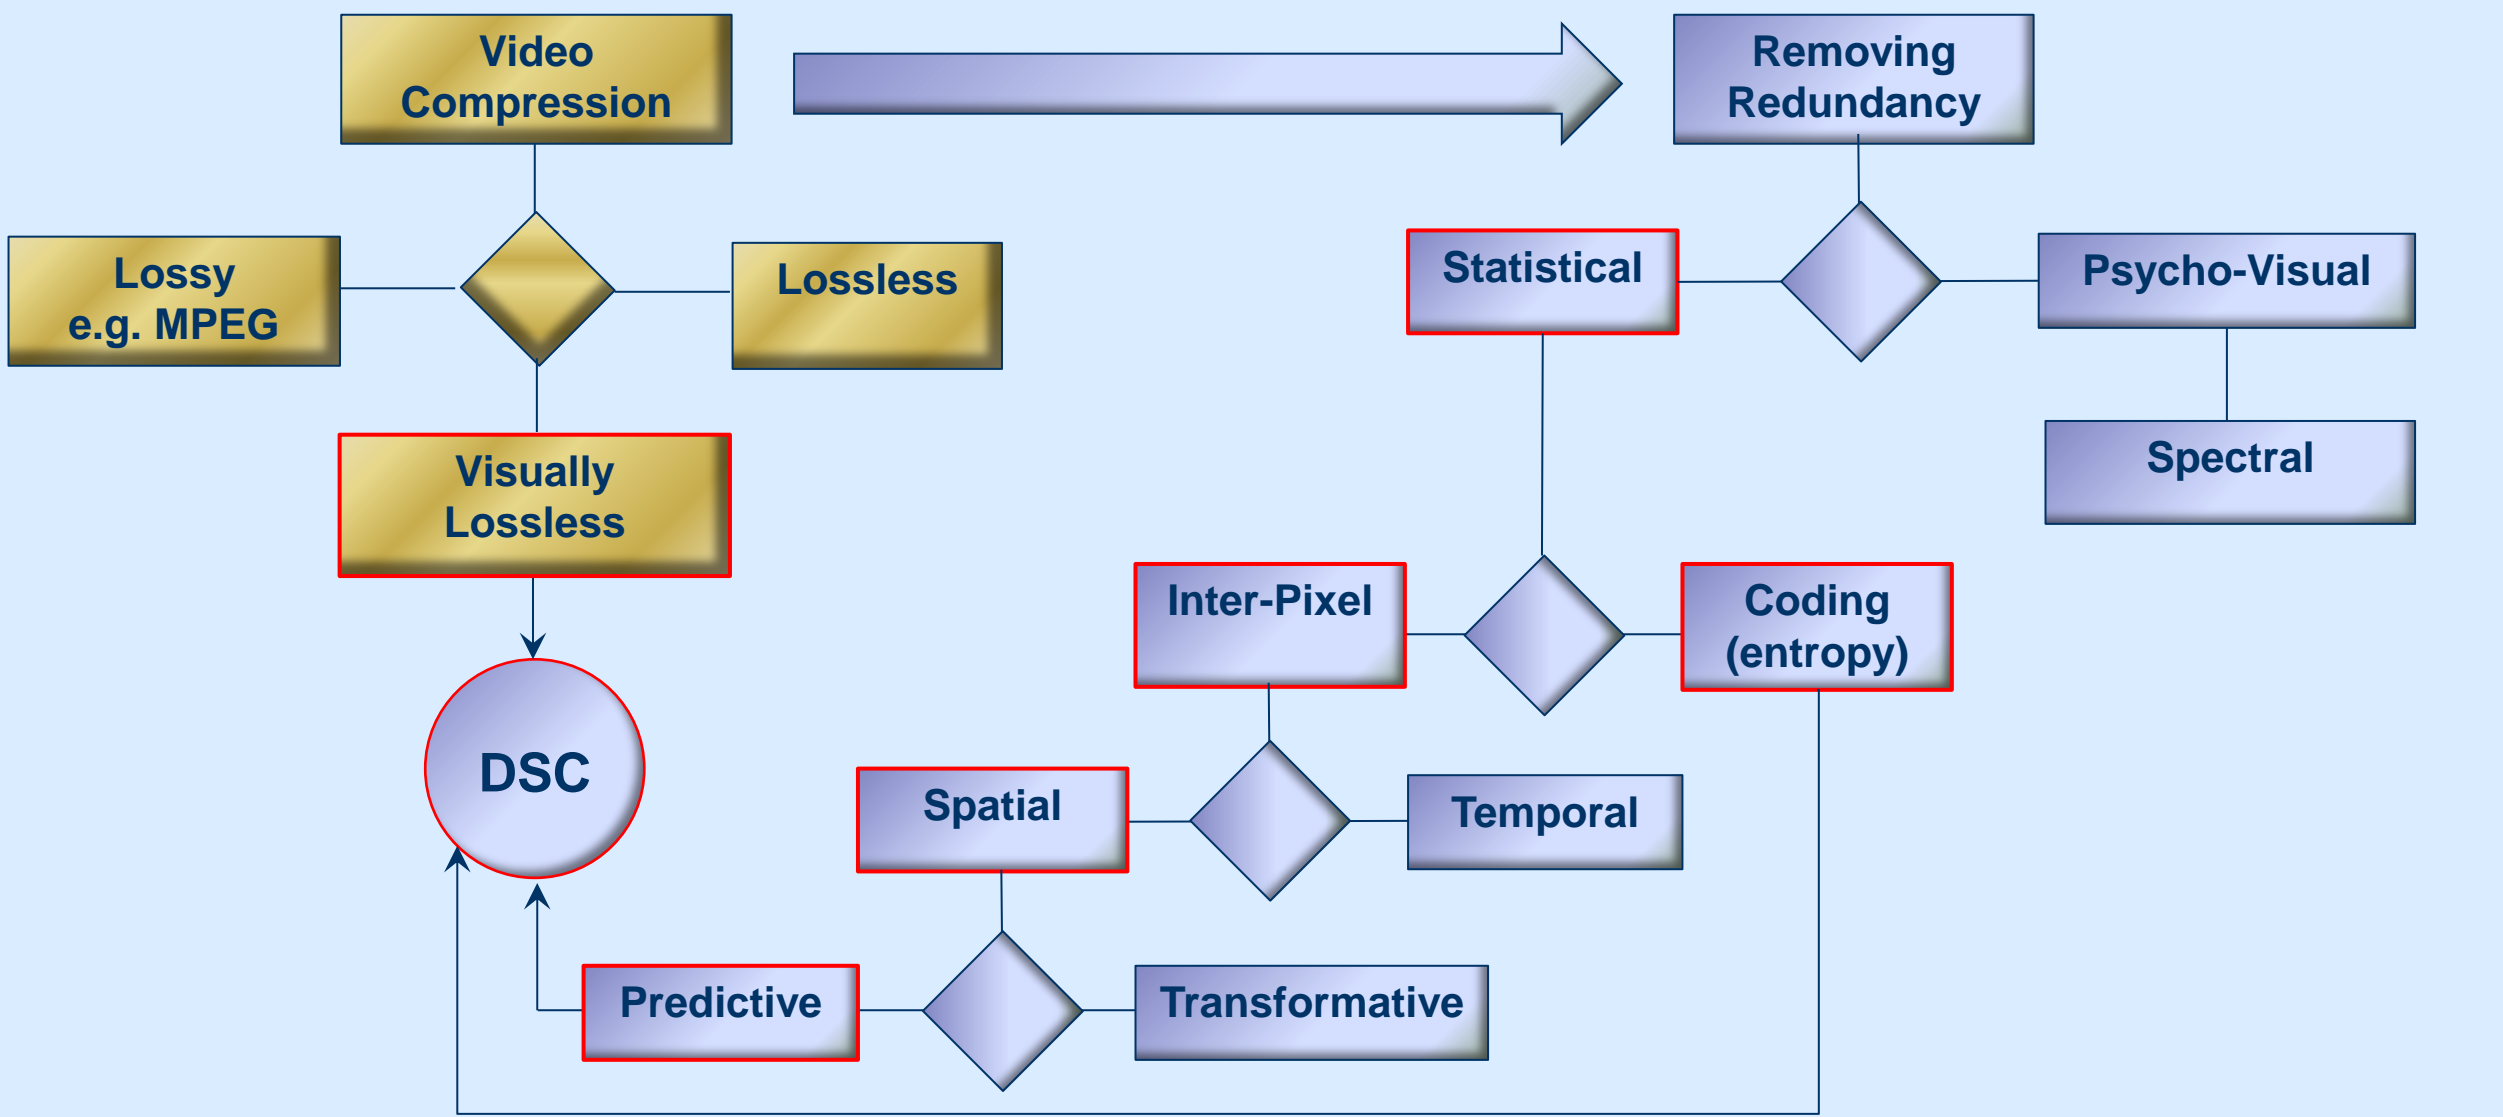 Video
Compression
Removing
Redundancy
Lossy
e.g. MPEG
Lossless
Statistical
Psycho-Visual
Visually
Lossless
Spectral
Inter-Pixel
Coding
(entropy)
DSC
Spatial
Temporal
Predictive
Transformative